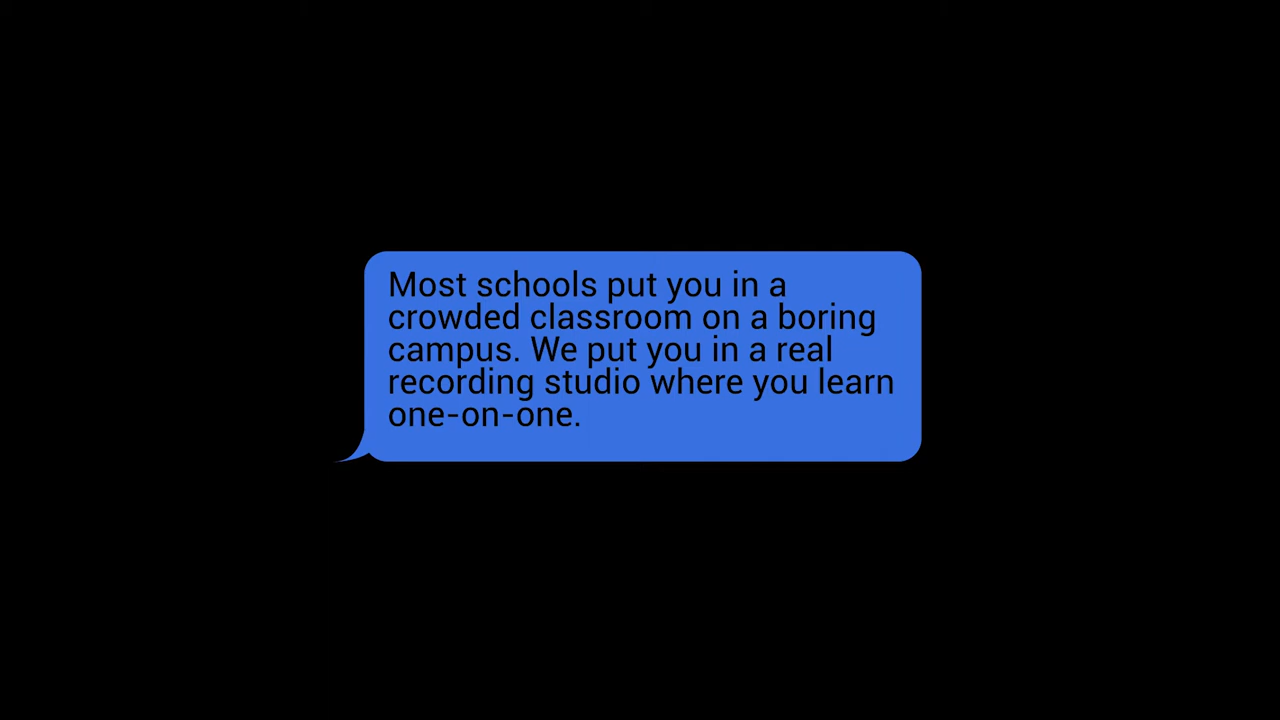 Most schools put you in a
crowded classroom on a boring
campus. We put you in a real
recording studio where you learn
one-on-one.